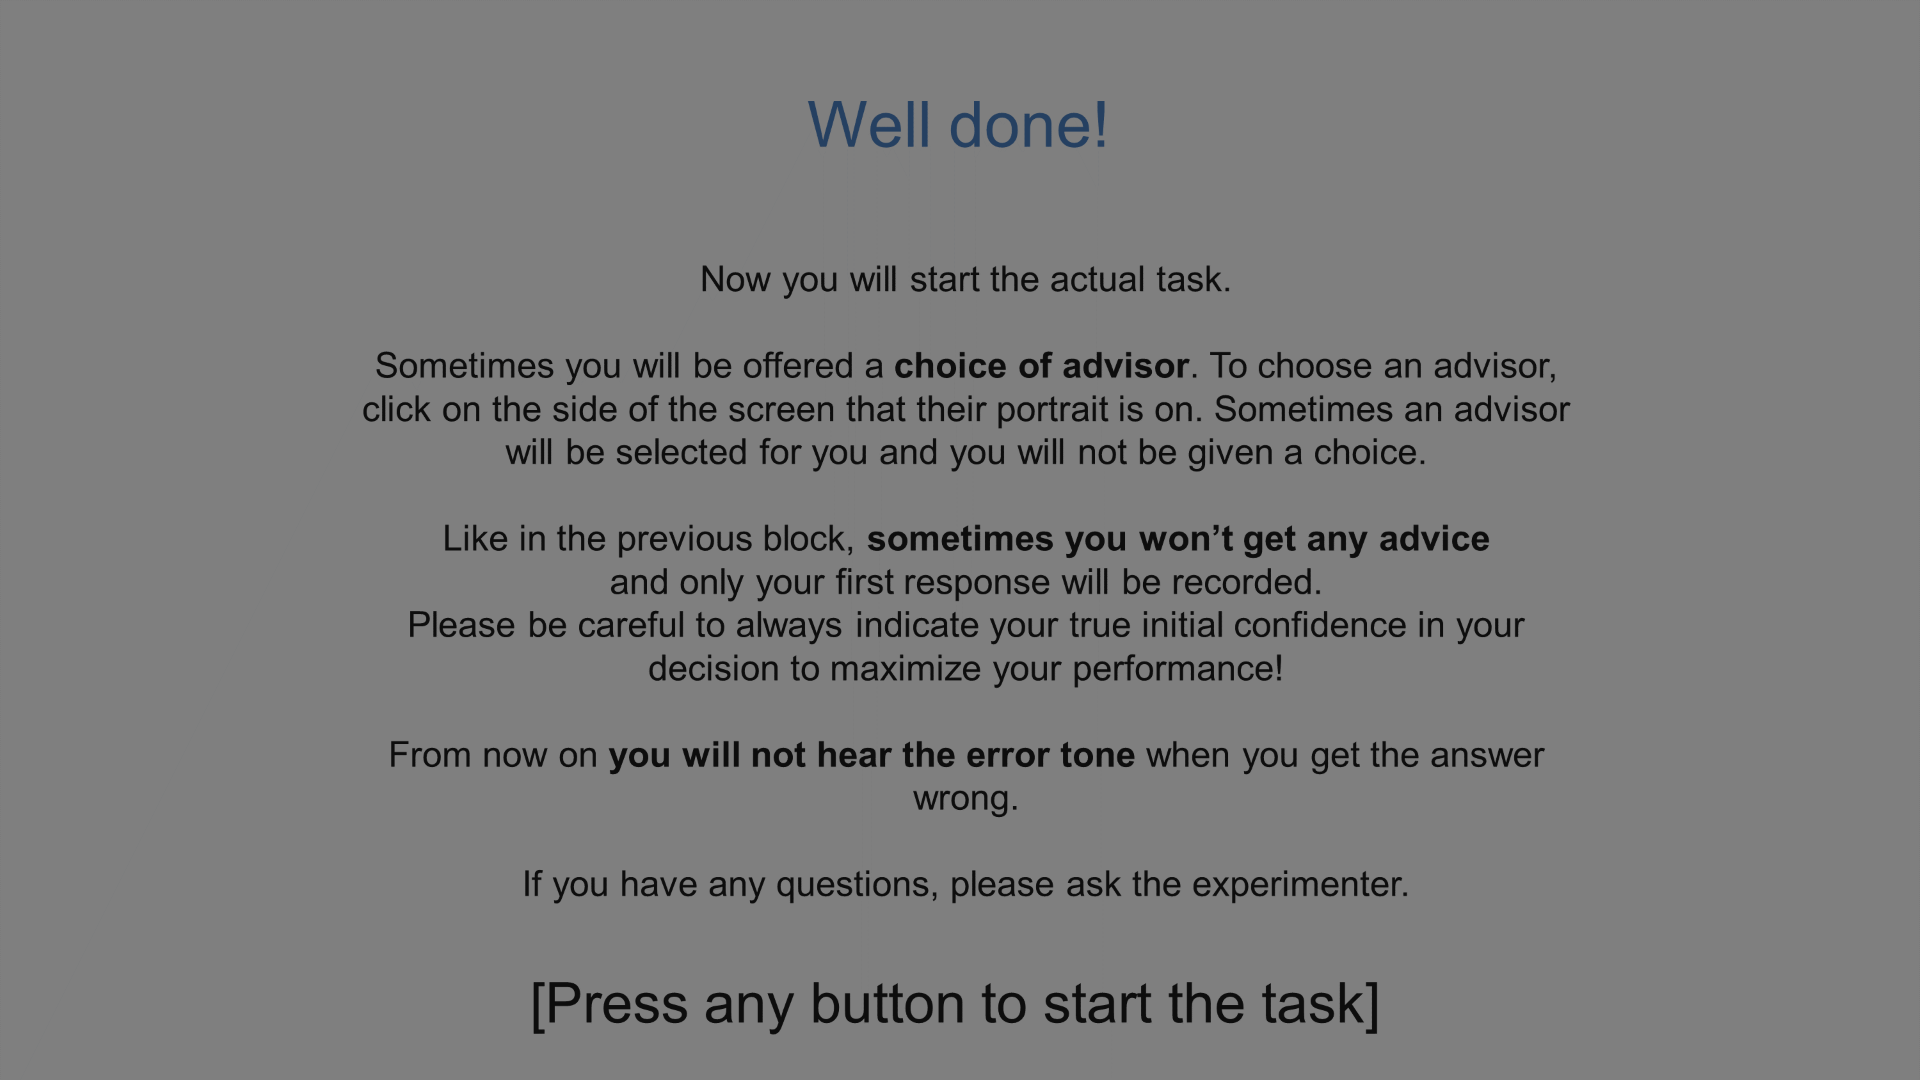 Well done!
Now you will start the actual task.
Sometimes you will be offered a choice of advisor. To choose an advisor,
click on the side of the screen that their portrait is on. Sometimes an advisor
will be selected for you and you will not be given a choice.
Like in the previous block, sometimes you won’t get any advice
and only your first response will be recorded.
Please be careful to always indicate your true initial confidence in your
decision to maximize your performance!
From now on you will not hear the error tone when you get the answer
wrong.
If you have any questions, please ask the experimenter.
[Press any button to start the task]